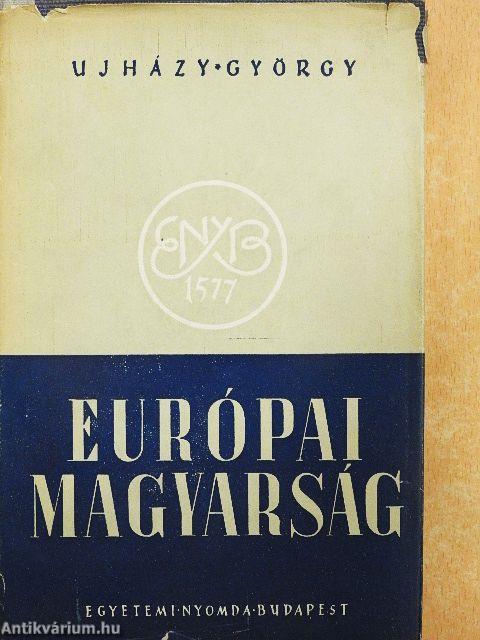 UJHÁZY*GYÖRGY
ENYB
1577
EURÓPAI
MAGYARSÁG
EGYETEMI·NYOMDA·BUDAPEST
Antikvárium.hu